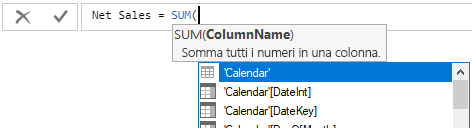 Net Sales = SUM(
SUM(ColumnName)
Somma tutti i numeri in una colonna.
'Calendar'
'Calendar'[DateInt]
'Calendar'[DateKey]